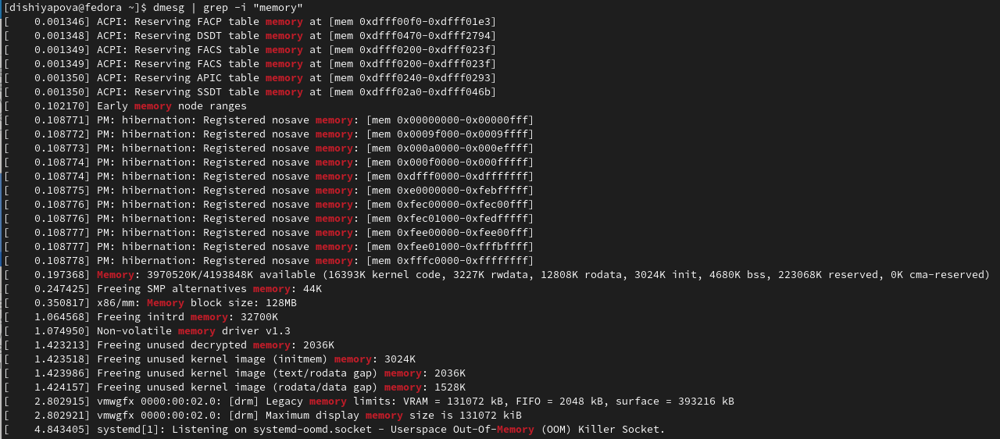 [dishiyapova@fedora ~]$ dmesg | grep -i "memory"
[    0.001346] ACPI: Reserving FACP table memory at [mem 0xdfff00f0-0xdfff01e3]
[    0.001348] ACPI: Reserving DSDT table memory at [mem 0xdfff0470-0xdfff2794]
[    0.001349] ACPI: Reserving FACS table memory at [mem 0xdfff0200-0xdfff023f]
[    0.001349] ACPI: Reserving FACS table memory at [mem 0xdfff0200-0xdfff023f]
[    0.001350] ACPI: Reserving APIC table memory at [mem 0xdfff0240-0xdfff0293]
[    0.001350] ACPI: Reserving SSDT table memory at [mem 0xdfff02a0-0xdfff046b]
[    0.102170] Early memory node ranges
[    0.108771] PM: hibernation: Registered nosave memory: [mem 0x00000000-0x00000fff]
[    0.108772] PM: hibernation: Registered nosave memory: [mem 0x0009f000-0x0009ffff]
[    0.108773] PM: hibernation: Registered nosave memory: [mem 0x000a0000-0x000effff]
[    0.108774] PM: hibernation: Registered nosave memory: [mem 0x000f0000-0x000fffff]
[    0.108774] PM: hibernation: Registered nosave memory: [mem 0xdfff0000-0xdfffffff]
[    0.108775] PM: hibernation: Registered nosave memory: [mem 0xe0000000-0xfebfffff]
[    0.108776] PM: hibernation: Registered nosave memory: [mem 0xfec00000-0xfec00fff]
[    0.108776] PM: hibernation: Registered nosave memory: [mem 0xfec01000-0xfedfffff]
[    0.108777] PM: hibernation: Registered nosave memory: [mem 0xfee00000-0xfee00fff]
[    0.108777] PM: hibernation: Registered nosave memory: [mem 0xfee01000-0xfffbffff]
[    0.108778] PM: hibernation: Registered nosave memory: [mem 0xfffc0000-0xffffffff]
[    0.197368] Memory: 3970520K/4193848K available (16393K kernel code, 3227K rwdata, 12808K rodata, 3024K init, 4680K bss, 223068K reserved, 0K cma-reserved)
[    0.247425] Freeing SMP alternatives memory: 44K
[    0.350817] x86/mm: Memory block size: 128MB
[    1.064568] Freeing initrd memory: 32700K
[    1.074950] Non-volatile memory driver v1.3
[    1.423213] Freeing unused decrypted memory: 2036K
[    1.423518] Freeing unused kernel image (initmem) memory: 3024K
[    1.423986] Freeing unused kernel image (text/rodata gap) memory: 2036K
[    1.424157] Freeing unused kernel image (rodata/data gap) memory: 1528K
[    2.802915] vmwgfx 0000:00:02.0: [drm] Legacy memory limits: VRAM = 131072 kB, FIFO = 2048 kB, surface = 393216 kB
[    2.802921] vmwgfx 0000:00:02.0: [drm] Maximum display memory size is 131072 kiB
[    4.843405] systemd[1]: Listening on systemd-oomd.socket - Userspace Out-Of-Memory (OOM) Killer Socket.